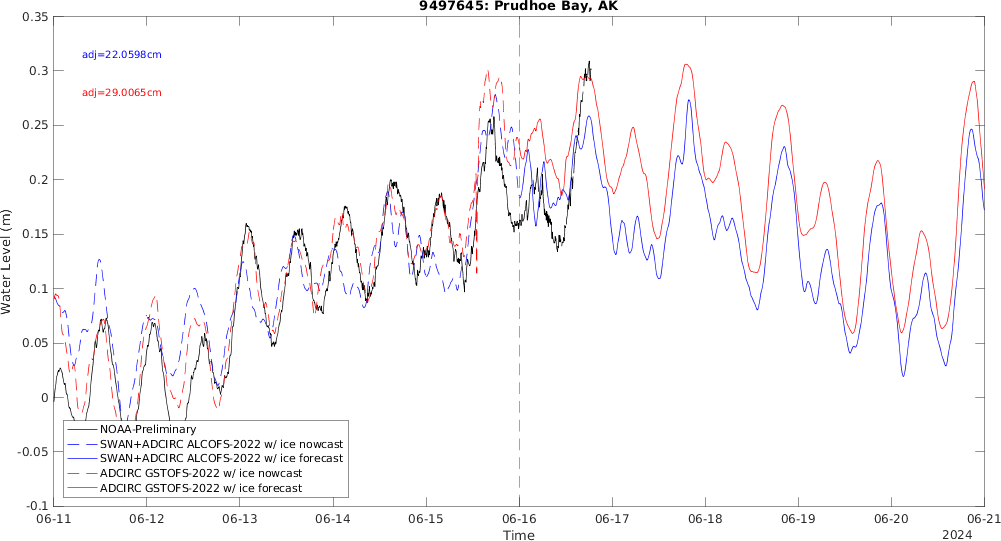 9497645: Prudhoe Bay, AK
0.35
adj=22.0598cm
0.3
adj=29.0065cm
0.25
0.2
Water Level (m)
0.15
0.1
0.05
0
-0.05
-0.1
NOAA-Preliminary
SWAN+ADCIRC ALCOFS-2022 w/ ice nowcast
SWAN+ADCIRC ALCOFS-2022 w/ ice forecast
ADCIRC GSTOFS-2022 w/ ice nowcast
ADCIRC GSTOFS-2022 w/ ice forecast
06-11 06-12 06-13 06-14 06-15 06-16 06-17 06-18 06-19 06-20 06-21
Time
2024